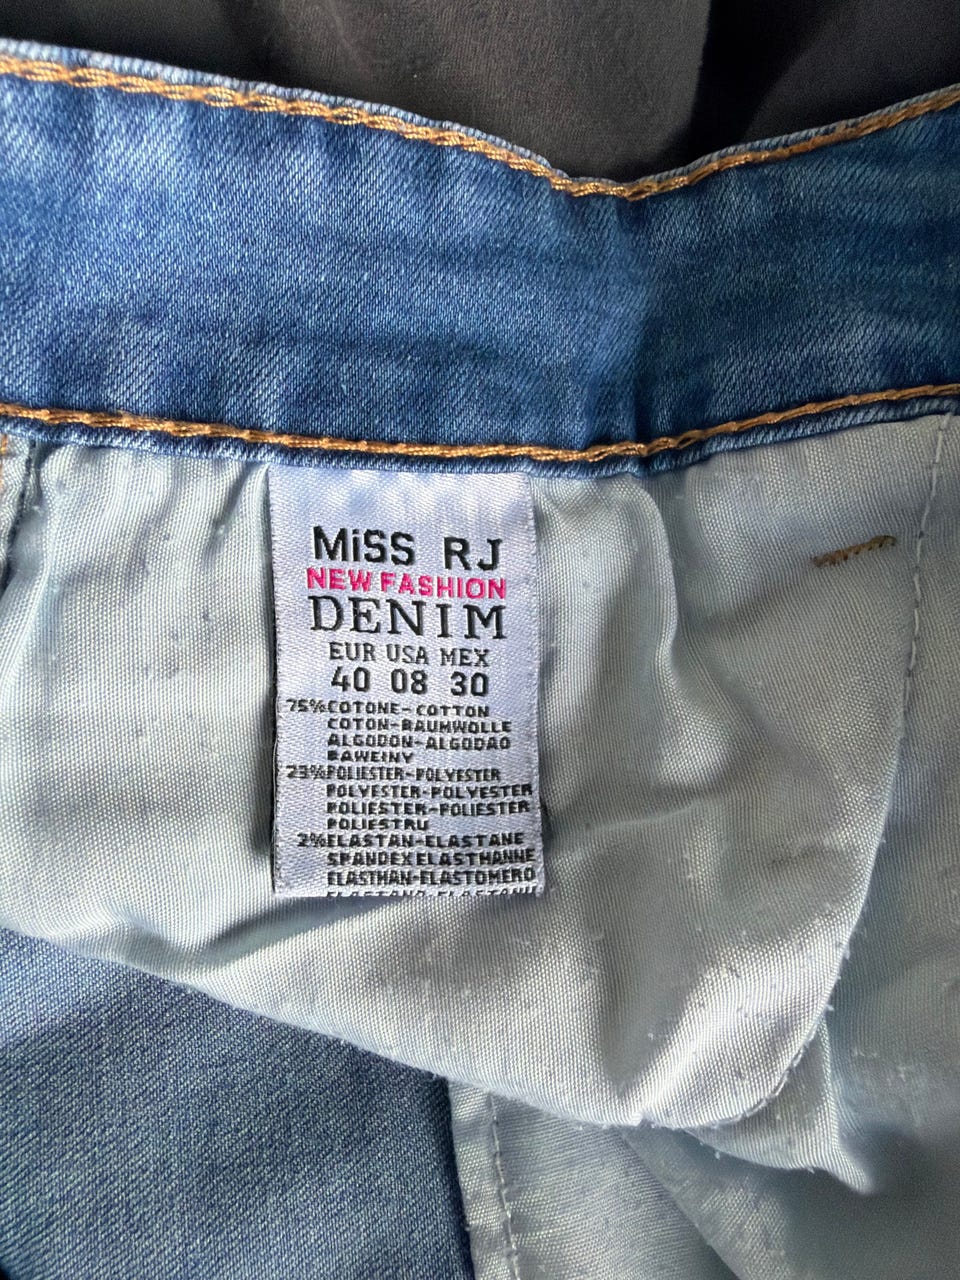 MiSS RJ
NEW FASHION
DENIM
EUR USA MEX
40 08 30
75%COTONE-COTTON
COTON-BAUMWOLLE
ALGODON-ALGODAO
BAWEINY
23%POLIESTER-POLYESTER
POLYESTER-POLYESTER
POLIESTER-POLIESTER
POLIESTRU
2%ELASTAN-ELASTANE
SPANDEX ELASTHANNE
ELASTHAN-ELASTOMERO